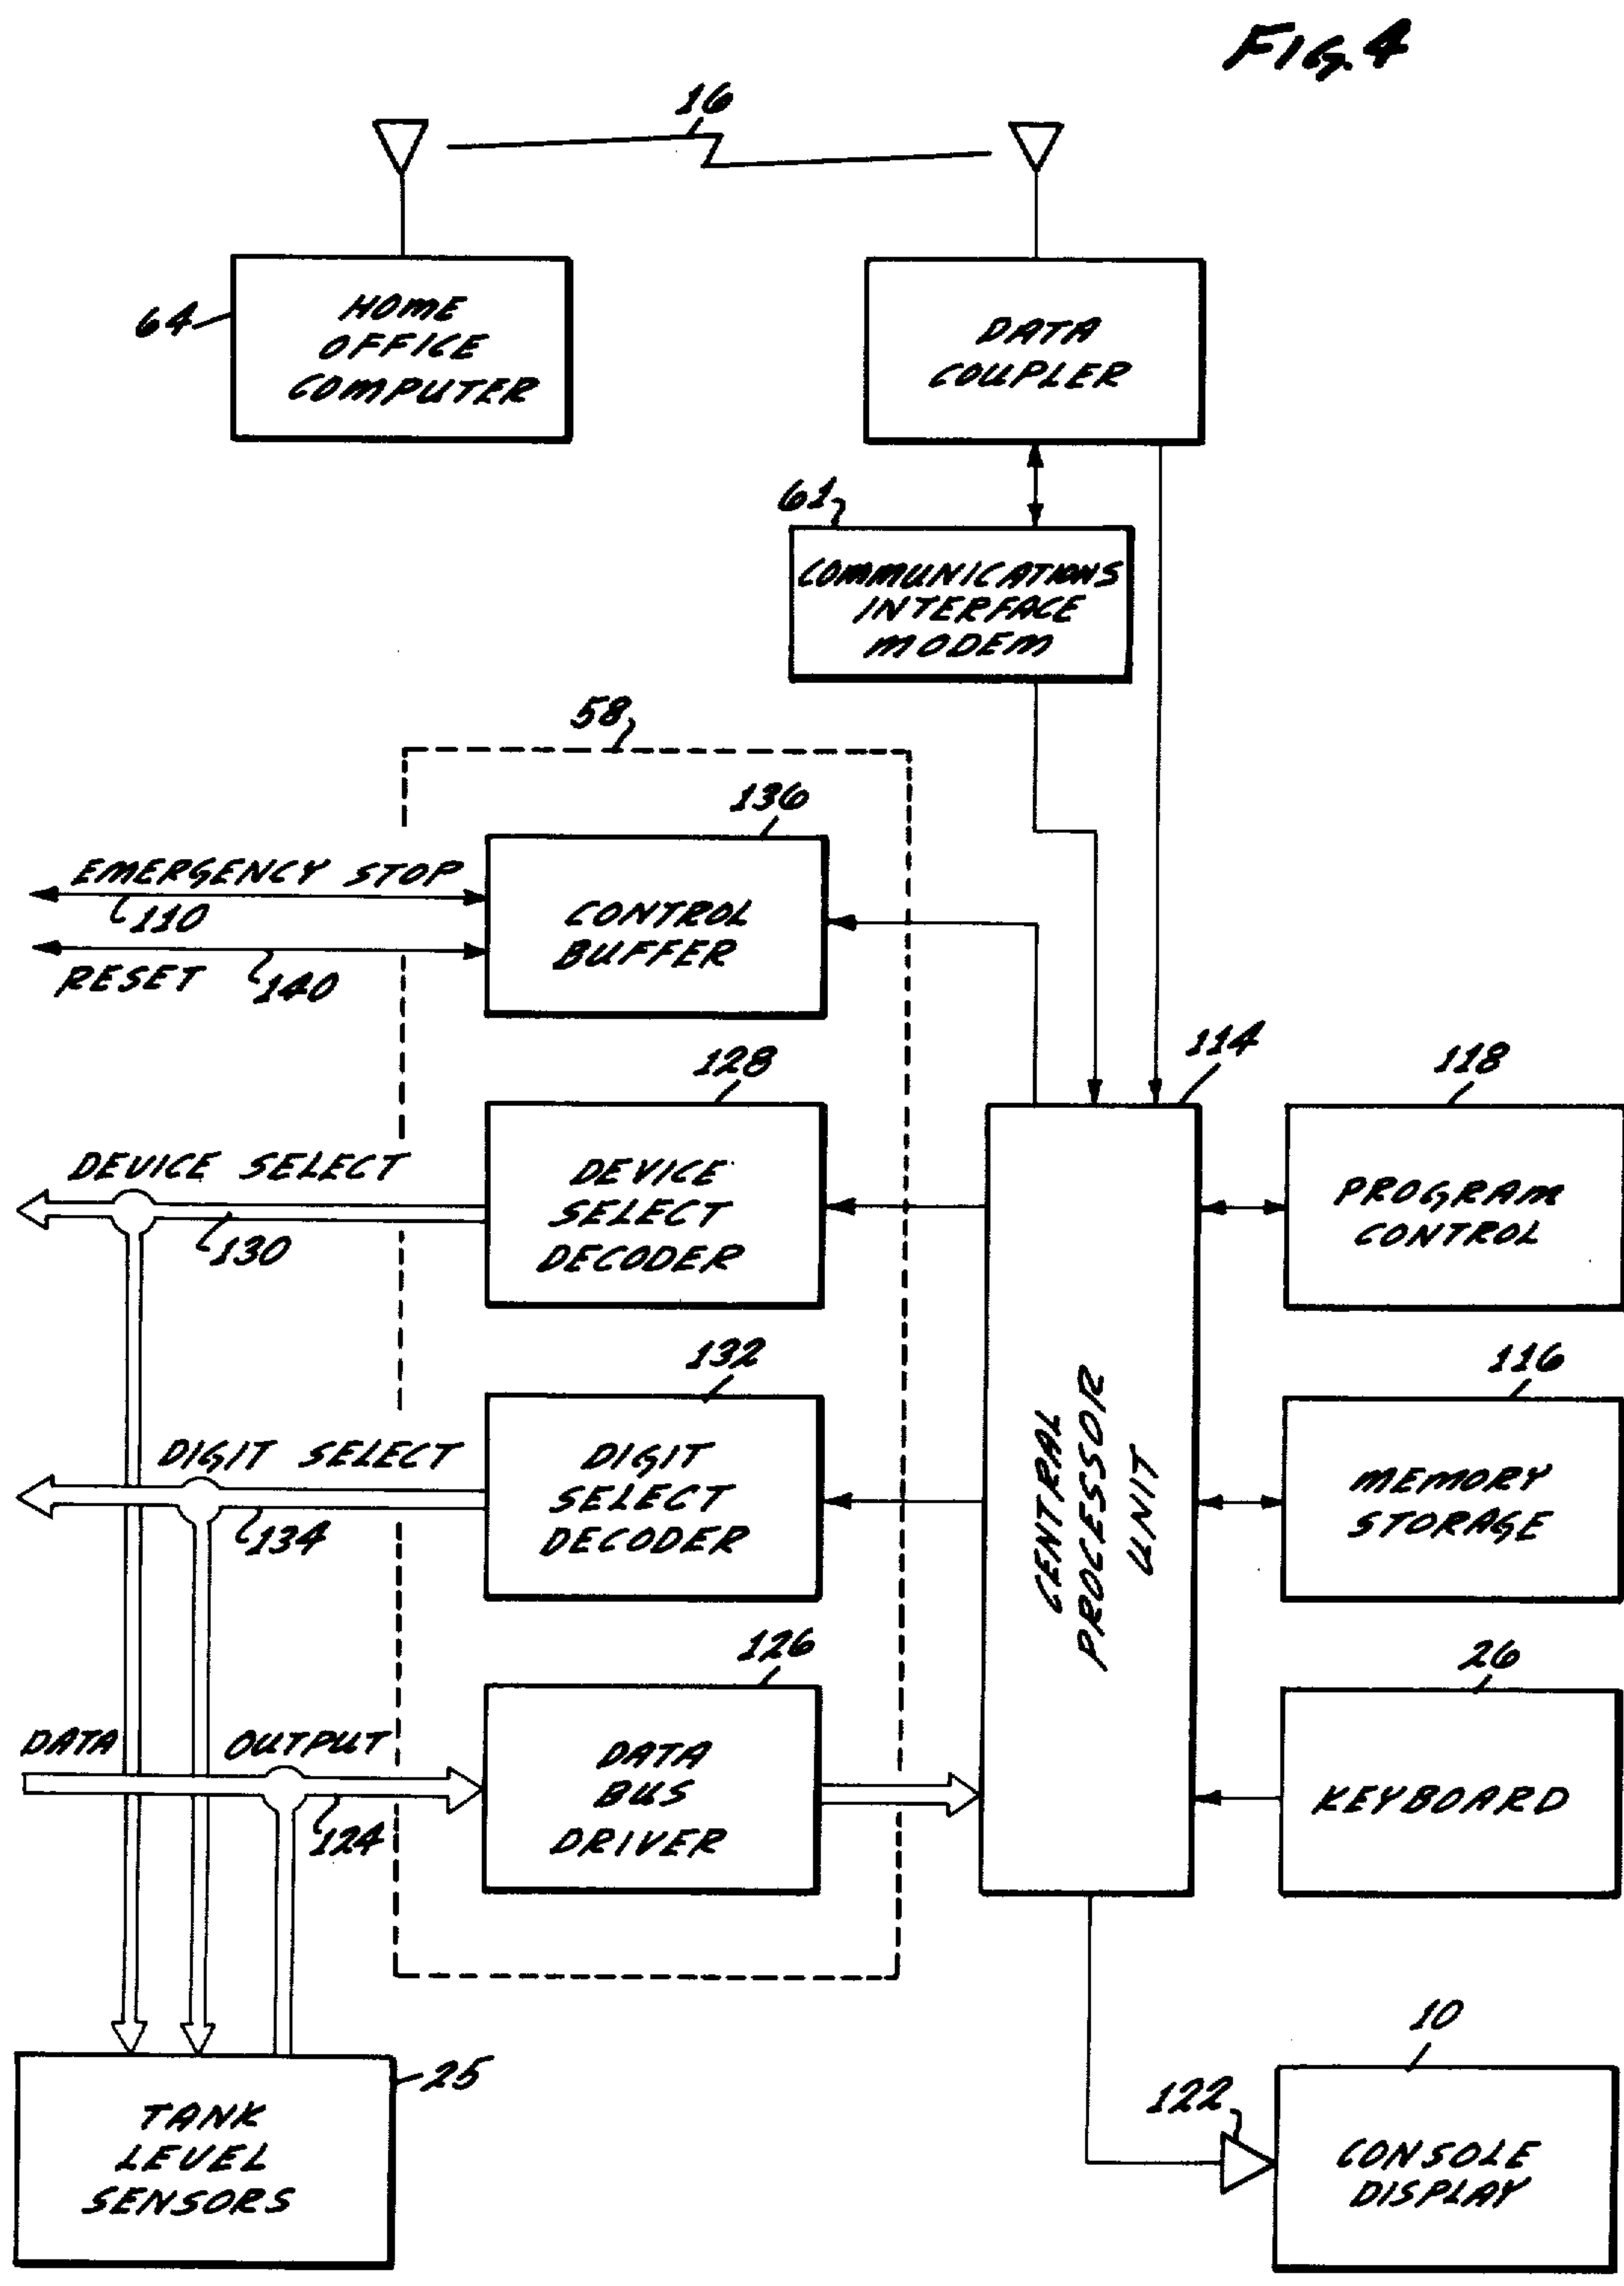 Fig. 4
16
64
HOME
OFFICE
COMPUTER
DATA
COUPLER
61
COMMUNICATIONS
INTERFACE
MODEM
58
136
EMERGENCY STOP
110
CONTROL
BUFFER
RESET
140
114
118
128
DEVICE SELECT
130
DEVICE
SELECT
DECODER
PROGRAM
CONTROL
132
116
DIGIT SELECT
134
DIGIT
SELECT
DECODER
CENTRAL
PROCESSOR
UNIT
MEMORY
STORAGE
126
26
DATA OUTPUT
124
DATA
BUS
DRIVER
KEYBOARD
25
TANK
LEVEL
SENSORS
10
122
CONSOLE
DISPLAY